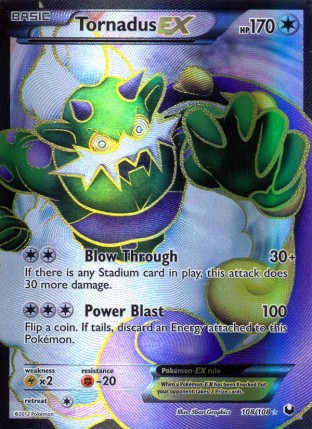 BASIC
Tornadus EX HP170
Blow Through 30+
If there is any Stadium card in play, this attack does
30 more damage.
Power Blast 100
Flip a coin. If tails, discard an Energy attached to this
Pokémon.
weakness resistance Pokémon-EX rule
×2 -20 When a Pokémon-EX has been Knocked Out,
your opponent takes 2 Prize cards.
retreat
©2012 Pokémon Illus. 5ban Graphics 108/108